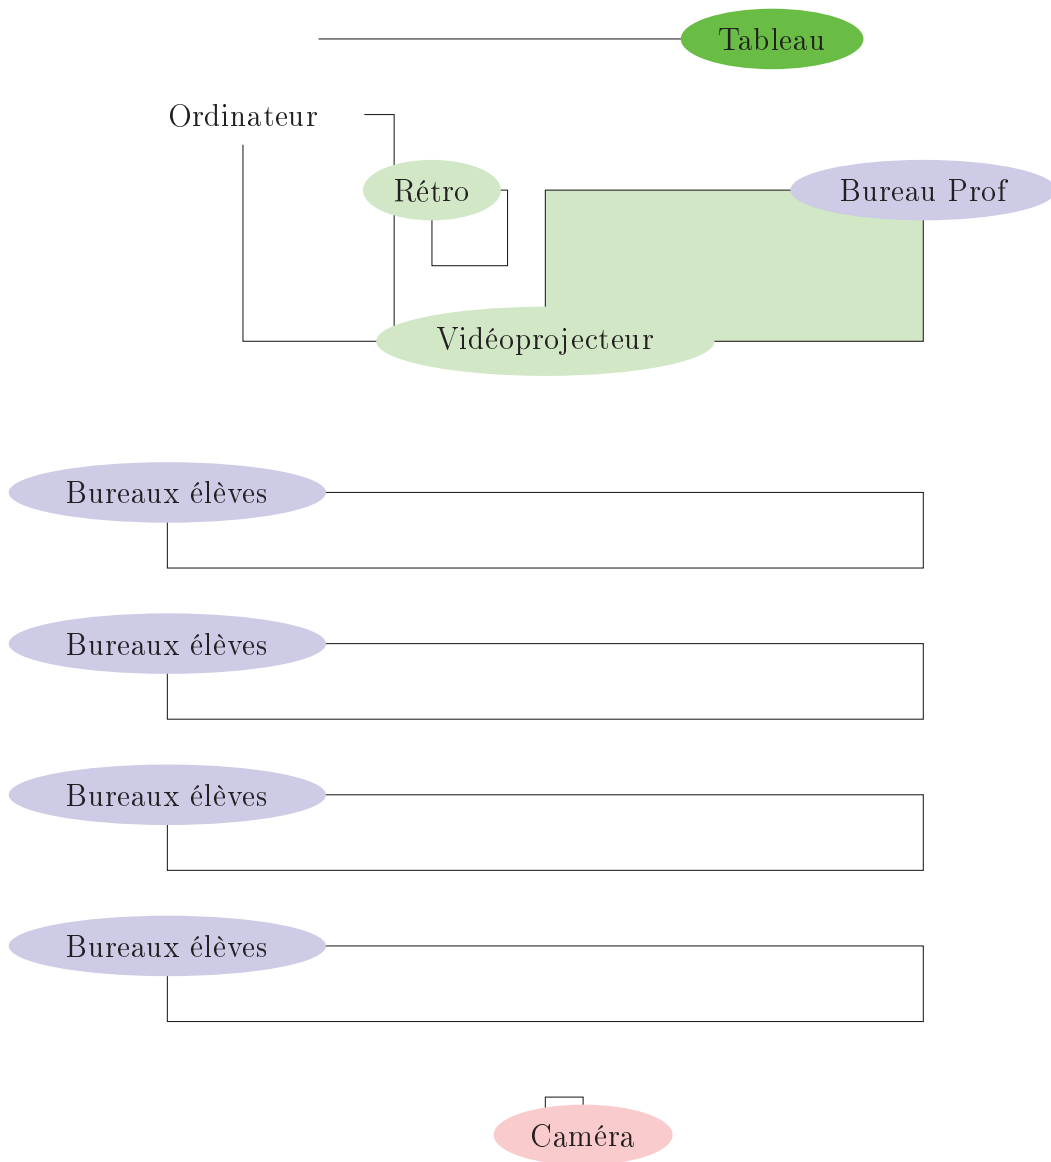 Tableau
Ordinateur
Rétro
Bureau Prof
Vidéoprojecteur
Bureaux élèves
Bureaux élèves
Bureaux élèves
Bureaux élèves
Caméra